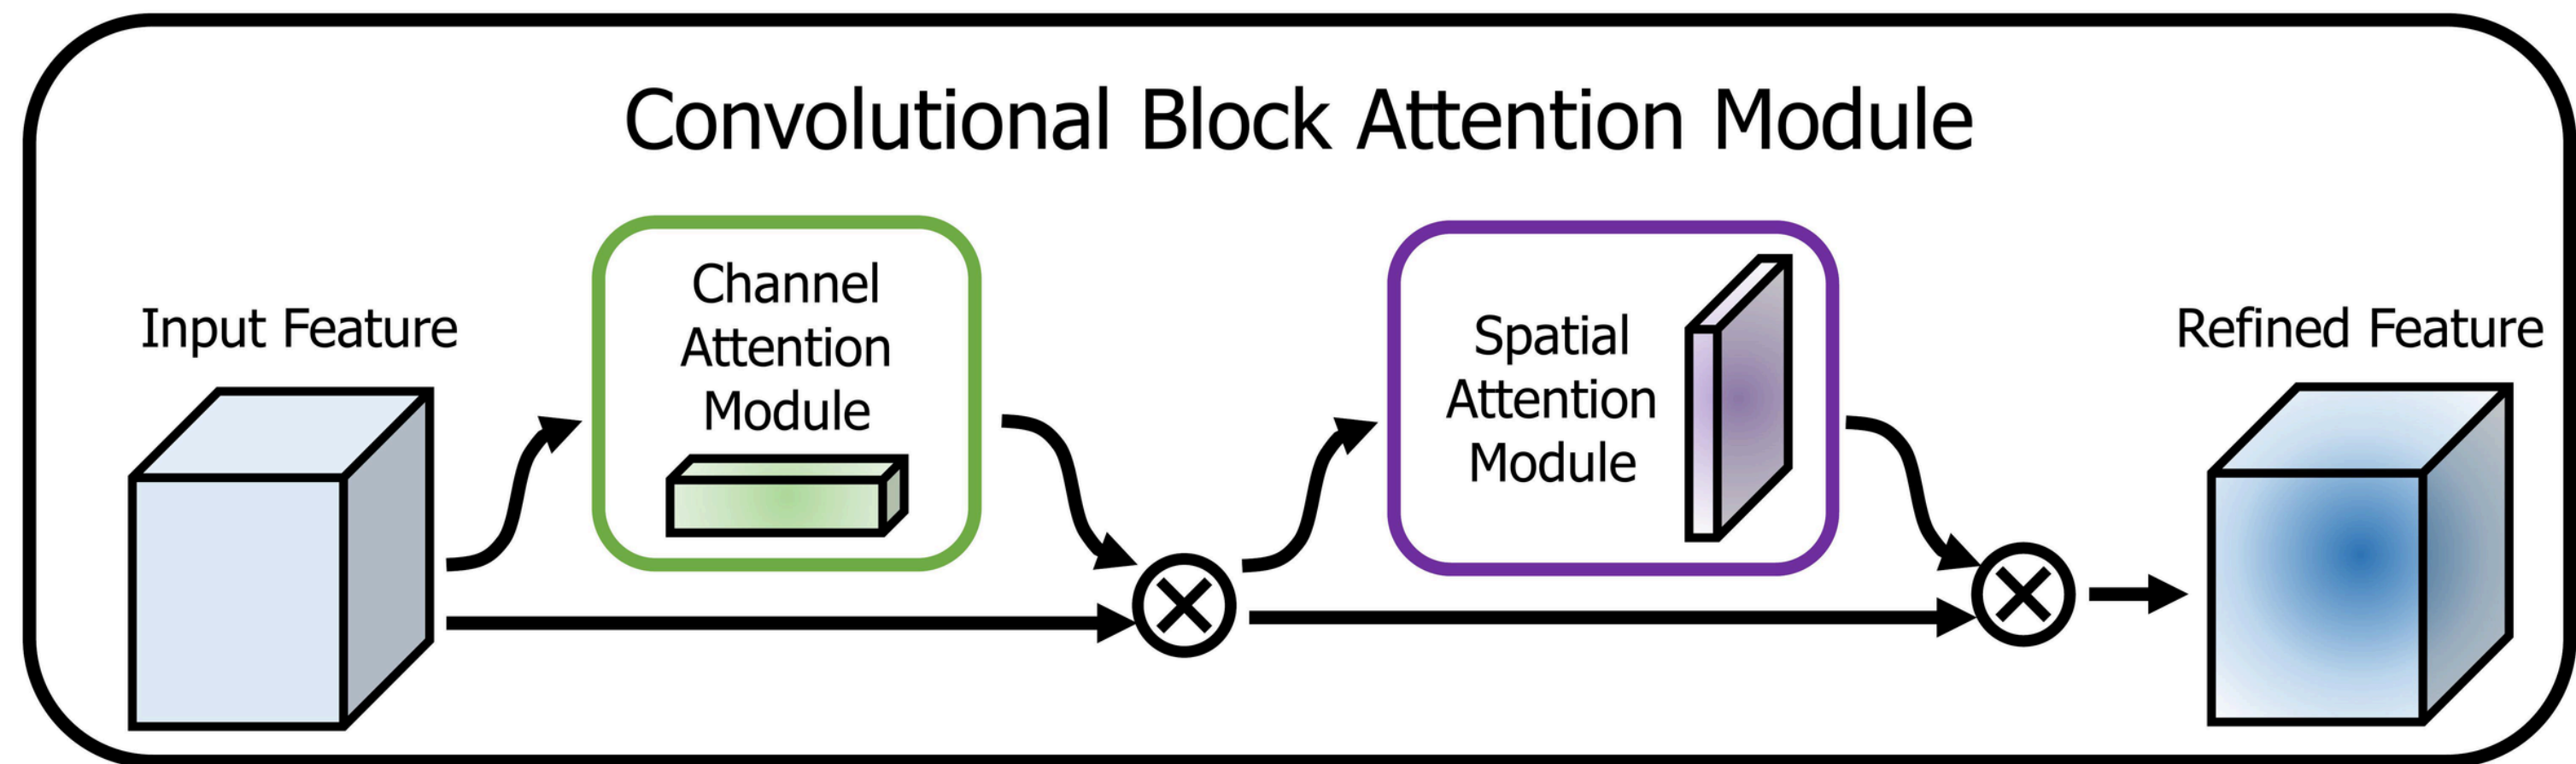 Convolutional Block Attention Module
Input Feature
Channel
Attention
Module
Spatial
Attention
Module
Refined Feature